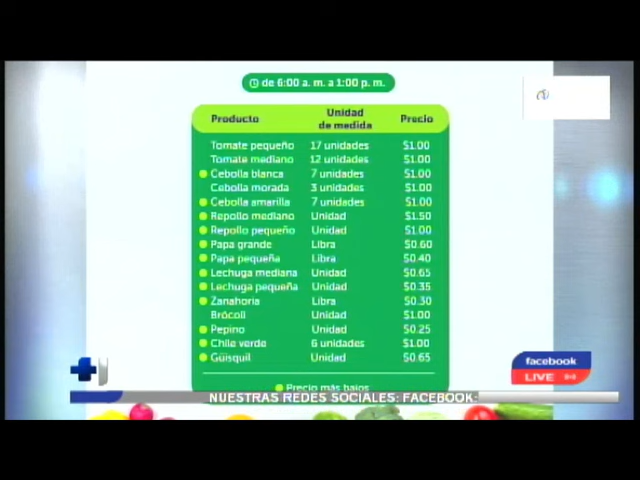 de 6:00 a. m. a 1:00 p. m.
Producto Unidad de medida Precio
Tomate pequeño 17 unidades $1.00
Tomate mediano 12 unidades $1.00
Cebolla blanca 7 unidades $1.00
Cebolla morada 3 unidades $1.00
Cebolla amarilla 7 unidades $1.00
Repollo mediano Unidad $1.50
Repollo pequeño Unidad $1.00
Papa grande Libra $0.60
Papa pequeña Libra $0.40
Lechuga mediana Unidad $0.65
Lechuga pequeña Unidad $0.35
Zanahoria Libra $0.30
Brócoli Unidad $1.00
Pepino Unidad $0.25
Chile verde 6 unidades $1.00
Güisquil Unidad $0.65
Precio más bajos
facebook
LIVE
NUESTRAS REDES SOCIALES: FACEBOOK: